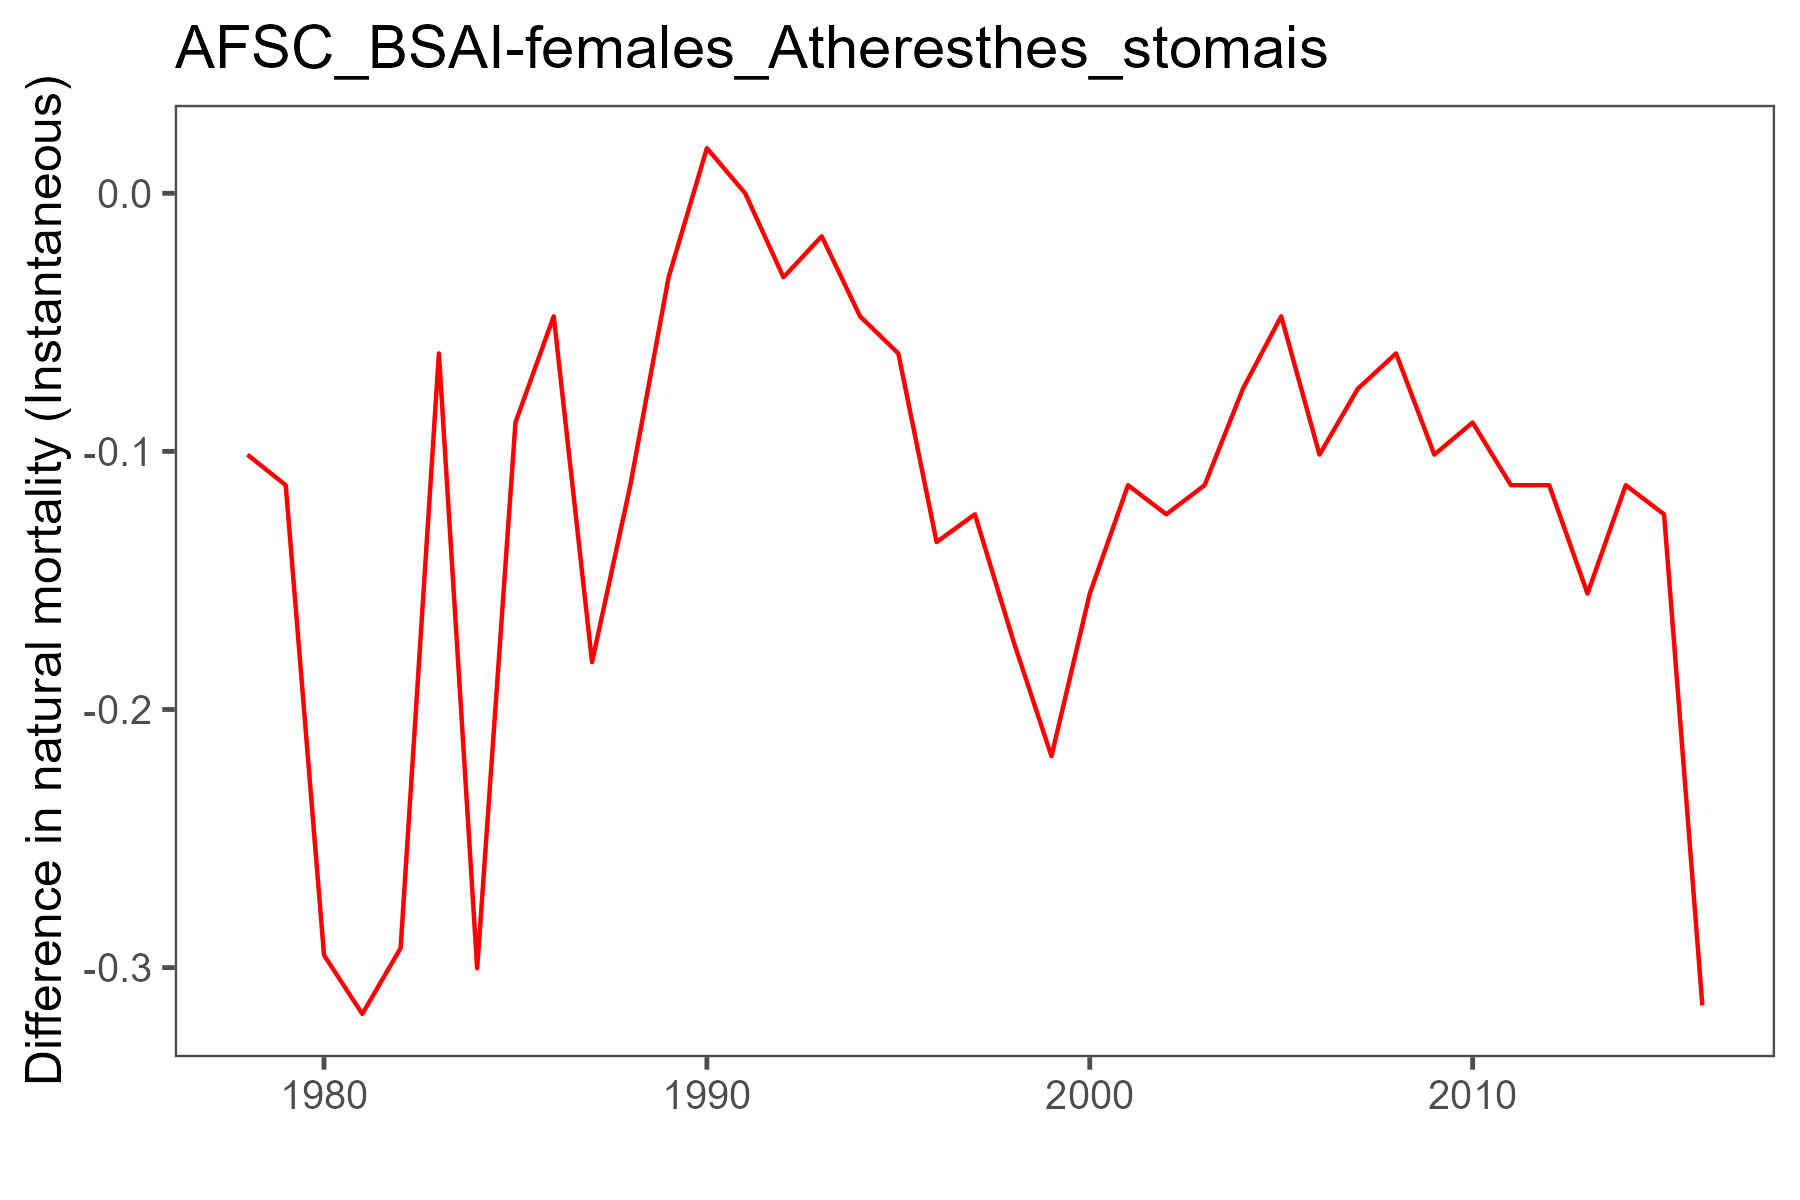 AFSC_BSAI-females_Atheresthes_stomais
Difference in natural mortality (Instantaneous)
0.0
-0.1
-0.2
-0.3
1980 1990 2000 2010